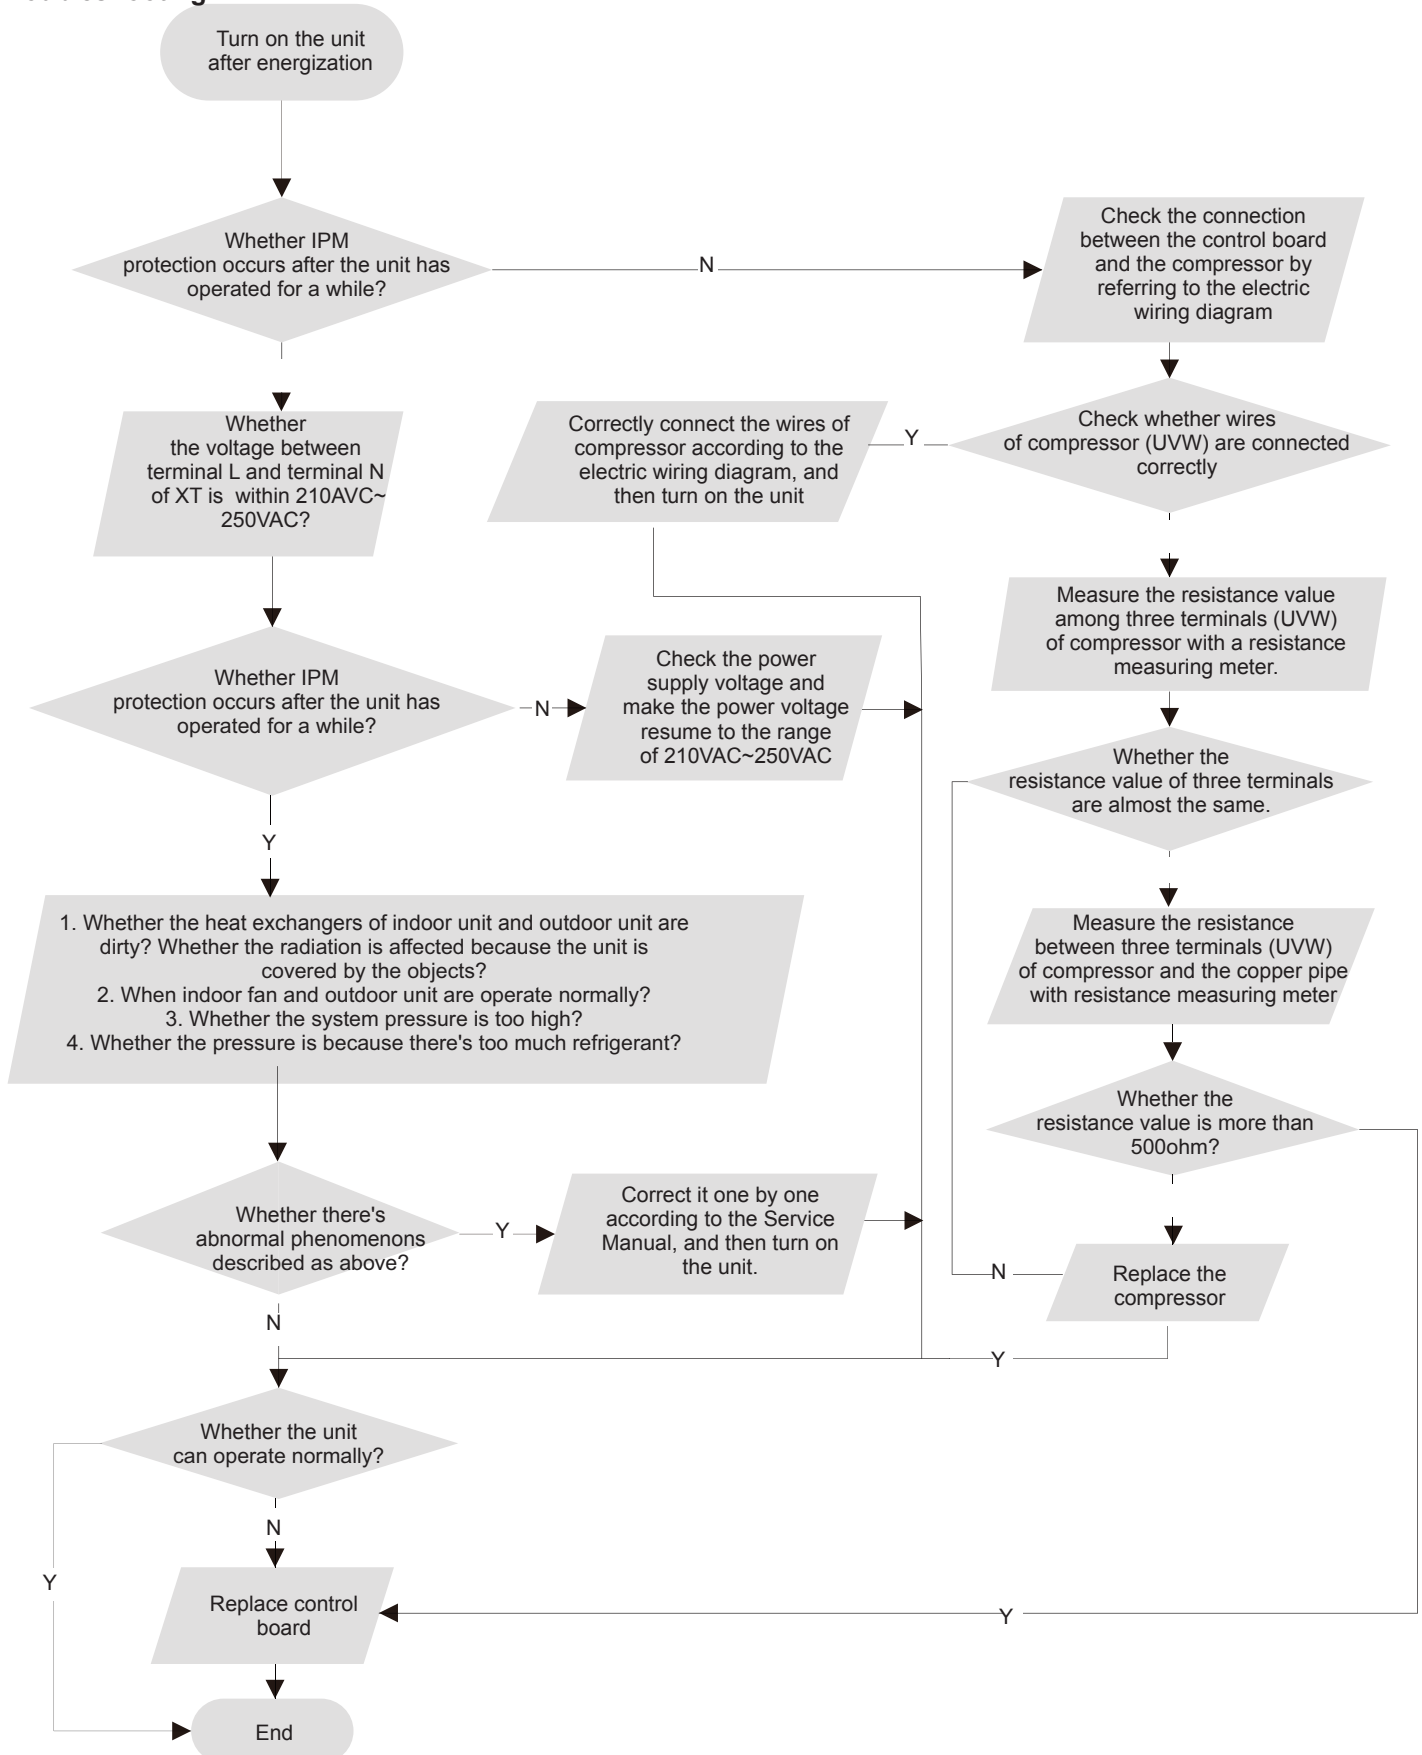 Turn on the unit
after energization
Whether IPM
protection occurs after the unit has
operated for a while?
N
Check the connection
between the control board
and the compressor by
referring to the electric
wiring diagram
Whether
the voltage between
terminal L and terminal N
of XT is within 210AVC~
250VAC?
Correctly connect the wires of
compressor according to the
electric wiring diagram, and
then turn on the unit
Y
Check whether wires
of compressor (UVW) are connected
correctly
Measure the resistance value
among three terminals (UVW)
of compressor with a resistance
measuring meter.
Whether IPM
protection occurs after the unit has
operated for a while?
N
Check the power
supply voltage and
make the power voltage
resume to the range
of 210VAC~250VAC
Whether the
resistance value of three terminals
are almost the same.
Y
1. Whether the heat exchangers of indoor unit and outdoor unit are
dirty? Whether the radiation is affected because the unit is
covered by the objects?
2. When indoor fan and outdoor unit are operate normally?
3. Whether the system pressure is too high?
4. Whether the pressure is because there's too much refrigerant?
Measure the resistance
between three terminals (UVW)
of compressor and the copper pipe
with resistance measuring meter
Whether the
resistance value is more than
500ohm?
Whether there's
abnormal phenomenons
described as above?
Y
Correct it one by one
according to the Service
Manual, and then turn on
the unit.
N
Replace the
compressor
N
Y
Whether the unit
can operate normally?
N
Y
Replace control
board
Y
End